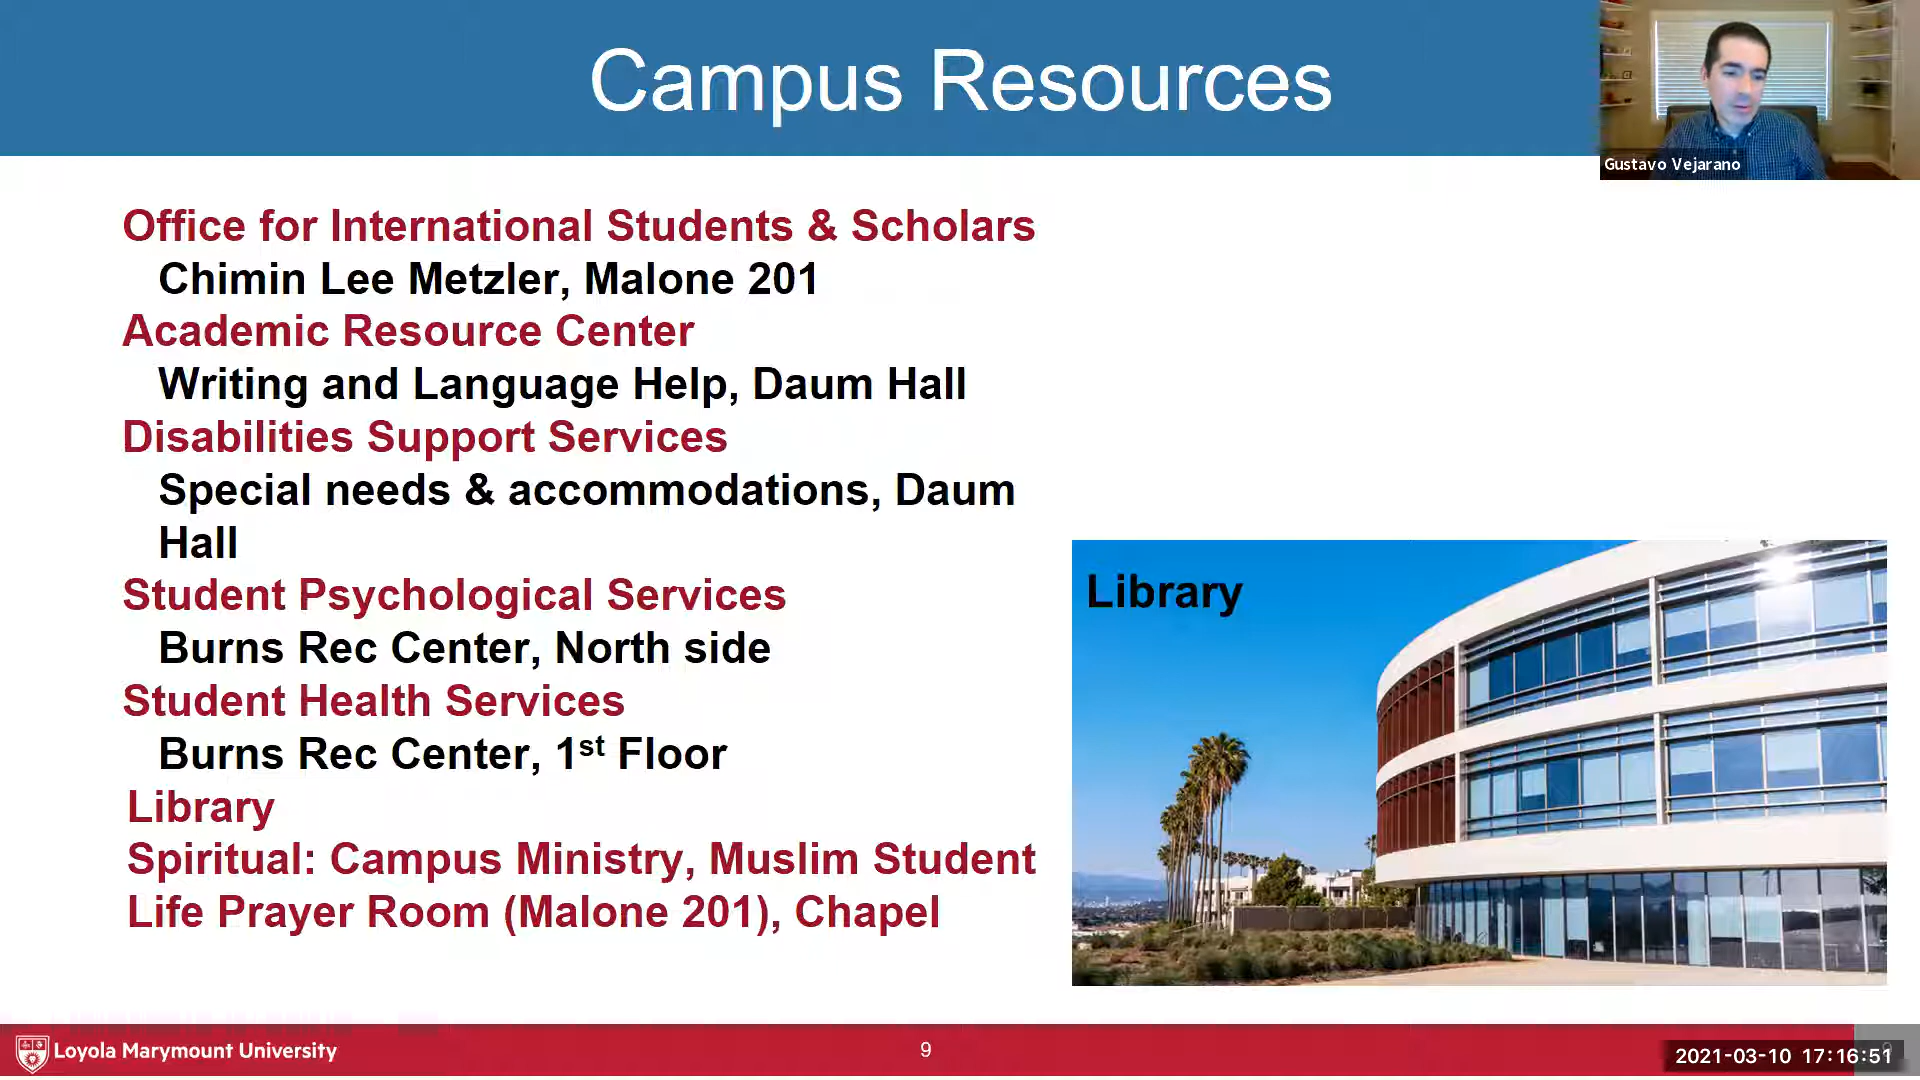 Campus Resources
Gustavo Vejarano
Office for International Students & Scholars
Chimin Lee Metzler, Malone 201
Academic Resource Center
Writing and Language Help, Daum Hall
Disabilities Support Services
Special needs & accommodations, Daum
Hall
Student Psychological Services
Burns Rec Center, North side
Student Health Services
Burns Rec Center, 1st Floor
Library
Spiritual: Campus Ministry, Muslim Student
Life Prayer Room (Malone 201), Chapel
Library
Loyola Marymount University
9
2021-03-10 17:16:51